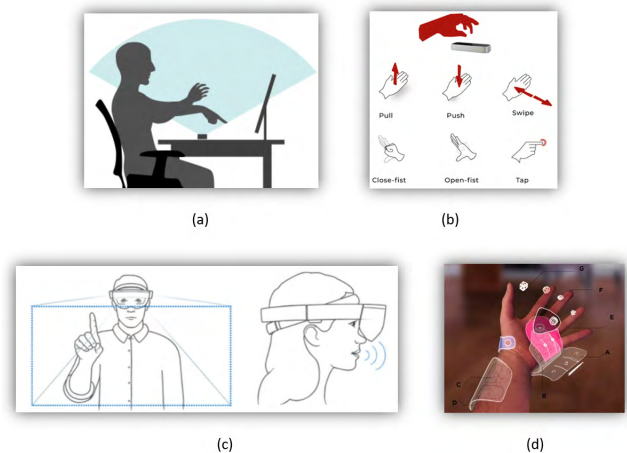 Pull Push Swipe
Close-fist Open-fist Tap
(a) (b)
G
F
E
A
C
D
(c) (d)